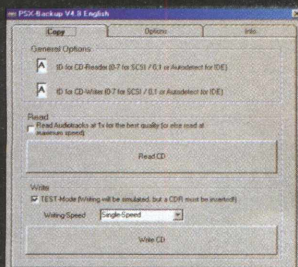 PSX-Backup V4.9 English
Copy Options Info
General Options
A ID for CD-Reader (0-7 for SCSI / 0,1 or Autodetect for IDE)
A ID for CD-Writer (0-7 for SCSI / 0,1 or Autodetect for IDE)
Read
Read Audiotracks at 1x for the best quality (or else read at
maximum speed)
Read CD
Write
TEST-Mode (Writing will be simulated, but a CDR must be inserted!)
Writing-Speed Single-Speed
Write CD